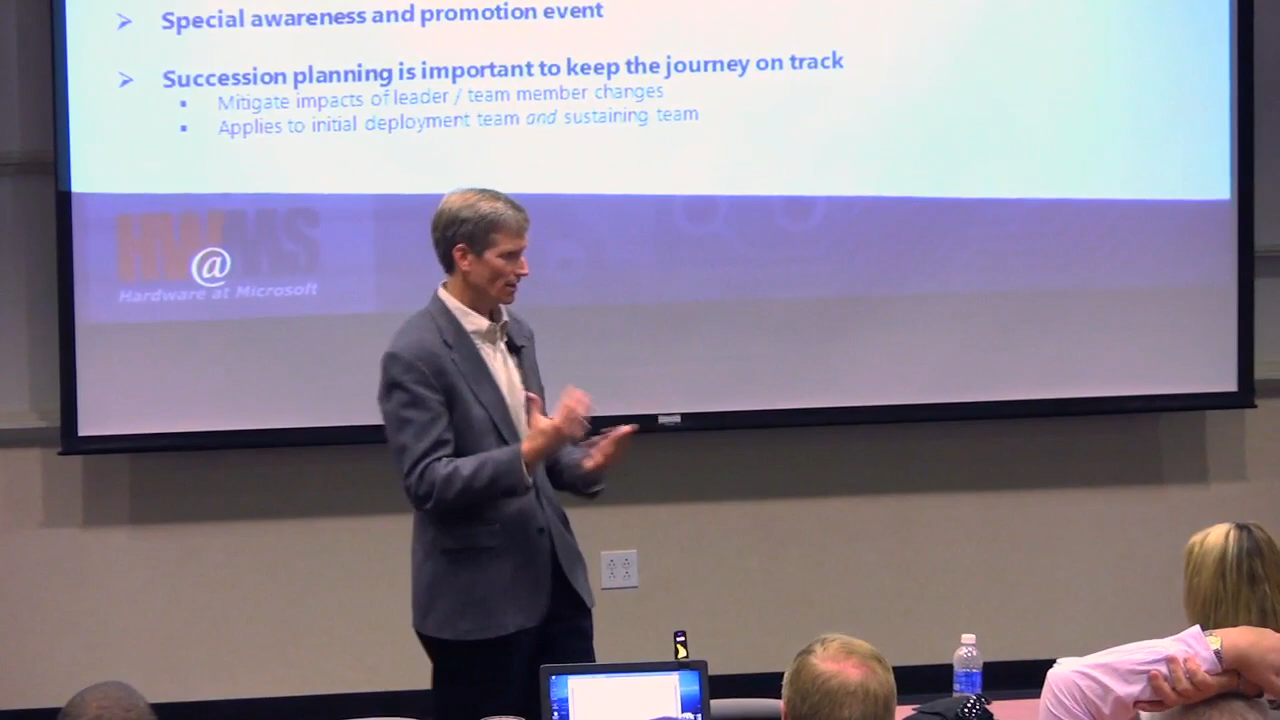 Special awareness and promotion event
Succession planning is important to keep the journey on track
Mitigate impacts of leader / team member changes
Applies to initial deployment team and sustaining team
HW@MS
Hardware at Microsoft